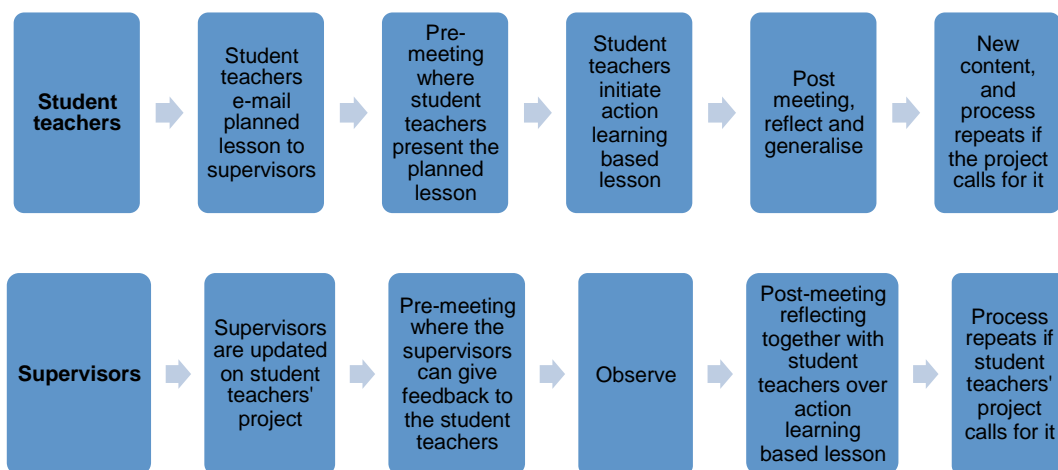 Student
teachers
Student
teachers
e-mail
planned
lesson to
supervisors
Pre-
meeting
where
student
teachers
present the
planned
lesson
Student
teachers
initiate
action
learning
based
lesson
Post
meeting,
reflect and
generalise
New
content,
and
process
repeats if
the project
calls for it
Supervisors
Supervisors
are updated
on student
teachers'
project
Pre-meeting
where the
supervisors
can give
feedback to
the student
teachers
Observe
Post-meeting
reflecting
together with
student
teachers over
action
learning
based lesson
Process
repeats if
student
teachers'
project
calls for it